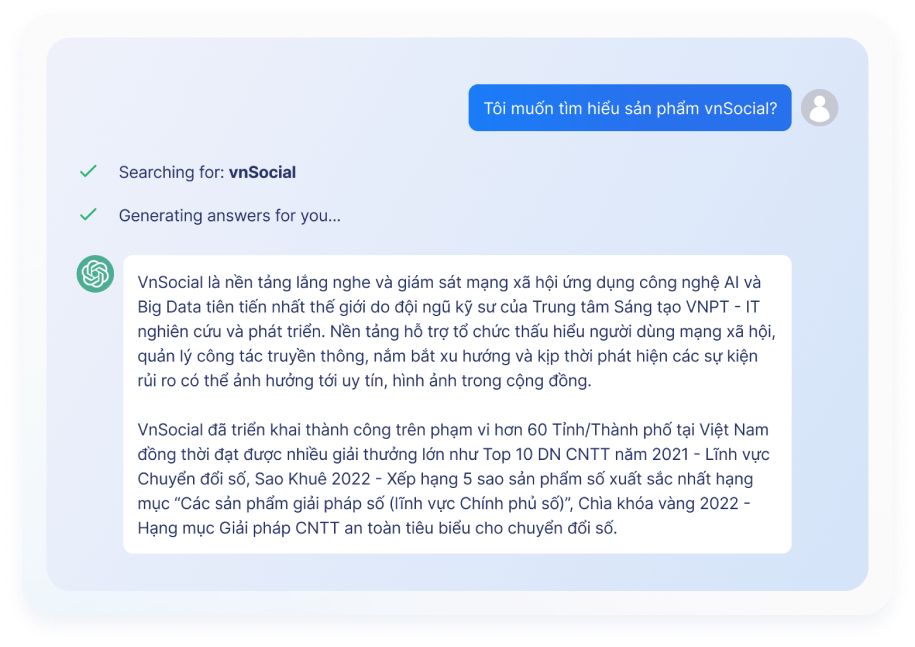 Tôi muốn tìm hiểu sản phẩm vnSocial?
Searching for: vnSocial
Generating answers for you...
VnSocial là nền tảng lắng nghe và giám sát mạng xã hội ứng dụng công nghệ AI và
Big Data tiên tiến nhất thế giới do đội ngũ kỹ sư của Trung tâm Sáng tạo VNPT - IT
nghiên cứu và phát triển. Nền tảng hỗ trợ tổ chức thấu hiểu người dùng mạng xã hội,
quản lý công tác truyền thông, nắm bắt xu hướng và kịp thời phát hiện các sự kiện
rủi ro có thể ảnh hưởng tới uy tín, hình ảnh trong cộng đồng.
VnSocial đã triển khai thành công trên phạm vi hơn 60 Tỉnh/Thành phố tại Việt Nam
đồng thời đạt được nhiều giải thưởng lớn như Top 10 DN CNTT năm 2021 - Lĩnh vực
Chuyển đổi số, Sao Khuê 2022 - Xếp hạng 5 sao sản phẩm số xuất sắc nhất hạng
mục “Các sản phẩm giải pháp số (lĩnh vực Chính phủ số)”, Chìa khóa vàng 2022 -
Hạng mục Giải pháp CNTT an toàn tiêu biểu cho chuyển đổi số.